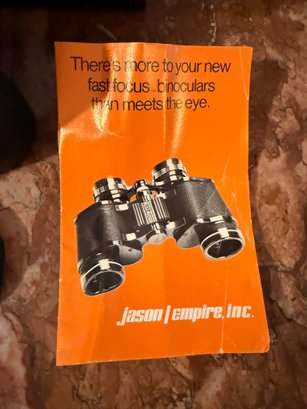 There's more to your new
fast focus binoculars
than meets the eye.
jason / empire, inc.